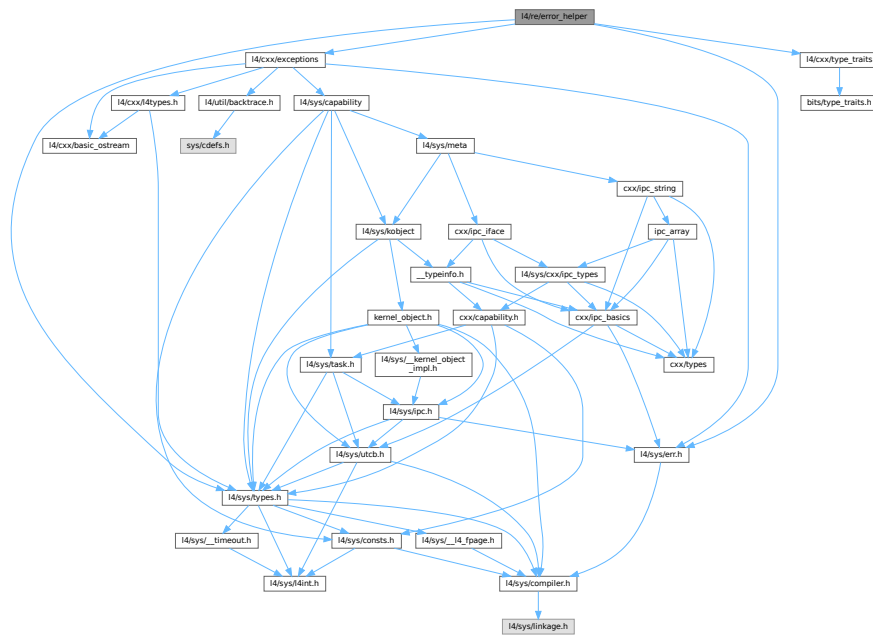 l4/re/error_helper
l4/cxx/exceptions
l4/cxx/type_traits
l4/cxx/l4types.h
l4/util/backtrace.h
l4/sys/capability
bits/type_traits.h
l4/cxx/basic_ostream
sys/cdefs.h
l4/sys/meta
cxx/ipc_string
l4/sys/kobject
cxx/ipc_iface
ipc_array
__typeinfo.h
l4/sys/cxx/ipc_types
kernel_object.h
cxx/capability.h
cxx/ipc_basics
l4/sys/task.h
l4/sys/__kernel_object
_impl.h
cxx/types
l4/sys/ipc.h
l4/sys/utcb.h
l4/sys/err.h
l4/sys/types.h
l4/sys/__timeout.h
l4/sys/consts.h
l4/sys/__l4_fpage.h
l4/sys/l4int.h
l4/sys/compiler.h
l4/sys/linkage.h